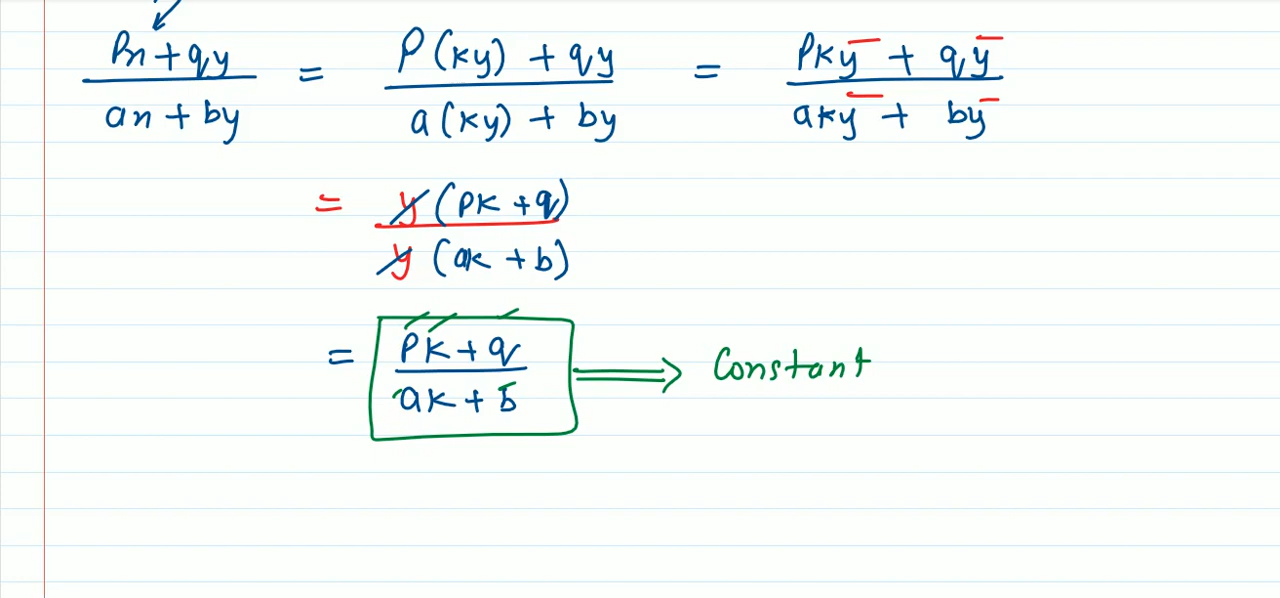 (px + qy)/(ax + by) = (P(ky) + qy)/(a(ky) + by) = (Pky + qy)/(aky + by)
= y(pk + q)/y(ak + b)
= (pk + q)/(ak + b) ⟹ Constant